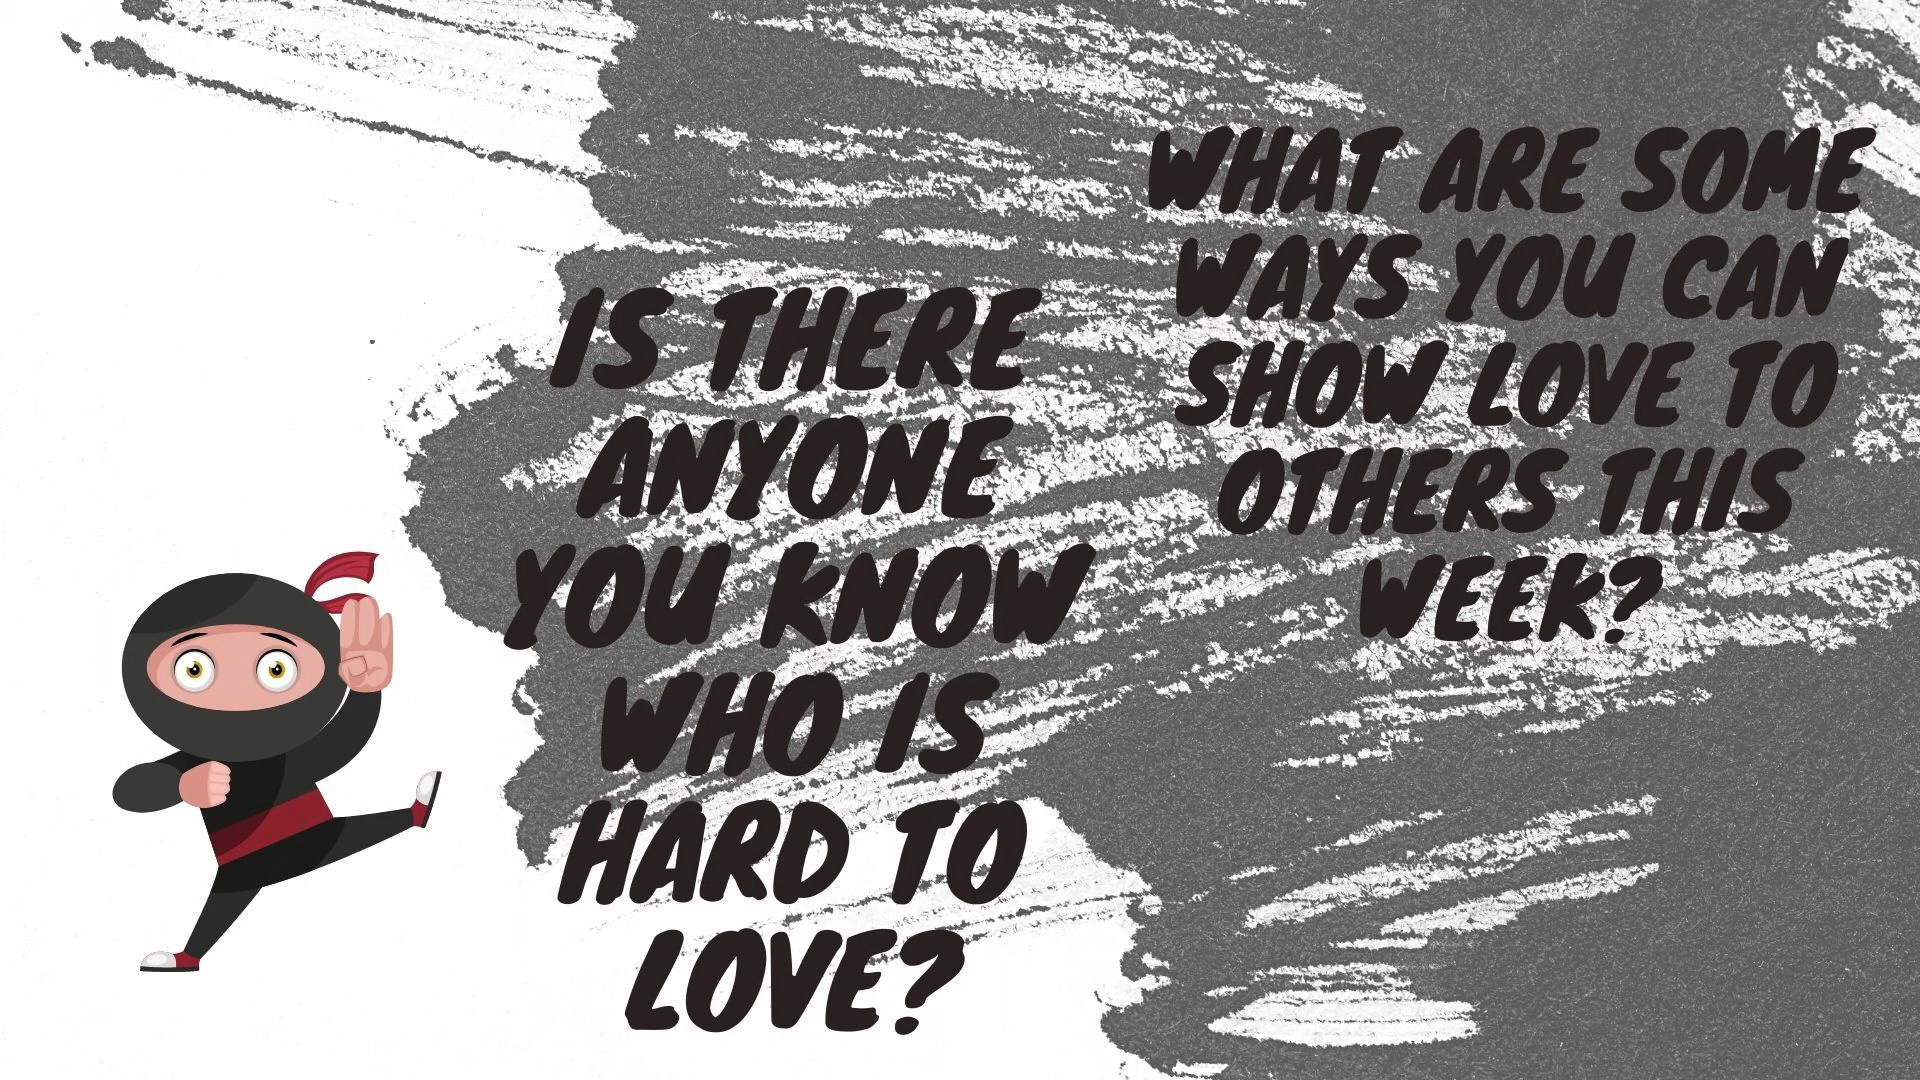 IS THERE
ANYONE
YOU KNOW
WHO IS
HARD TO
LOVE?
WHAT ARE SOME
WAYS YOU CAN
SHOW LOVE TO
OTHERS THIS
WEEK?